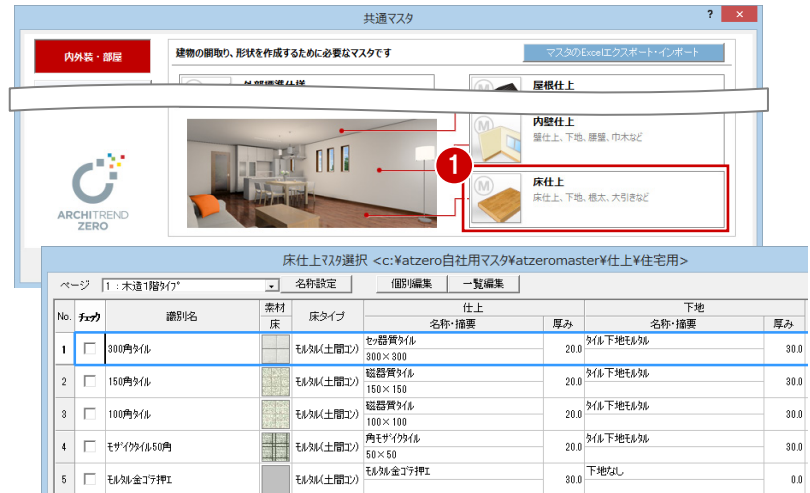 共通マスタ
?
×
内外装・部屋
建物の間取り、形状を作成するために必要なマスタです
マスタのExcelエクスポート・インポート
屋根仕上
内壁仕上
壁仕上、下地、腰壁、巾木など
1
床仕上
床仕上、下地、根太、大引きなど
ARCHITREND
ZERO
床仕上マスタ選択 <c:¥atzero自社用マスタ¥atzeromaster¥仕上¥住宅用>
ページ 1:木造1階タイプ 名称設定 個別編集 一覧編集
No. チェック 識別名 素材 床 床タイプ 仕上 下地
名称・摘要 厚み 名称・摘要 厚み
1 300角タイル モルタル(土間コン) セッ器質タイル 20.0 タイル下地モルタル 30.0
300×300
2 150角タイル モルタル(土間コン) 磁器質タイル 20.0 タイル下地モルタル 30.0
150×150
3 100角タイル モルタル(土間コン) 磁器質タイル 20.0 タイル下地モルタル 30.0
100×100
4 モザイクタイル50角 モルタル(土間コン) 角モザイクタイル 20.0 タイル下地モルタル 30.0
50×50
5 モルタル金ゴテ押エ モルタル(土間コン) モルタル金ゴテ押エ 30.0 下地なし 0.0